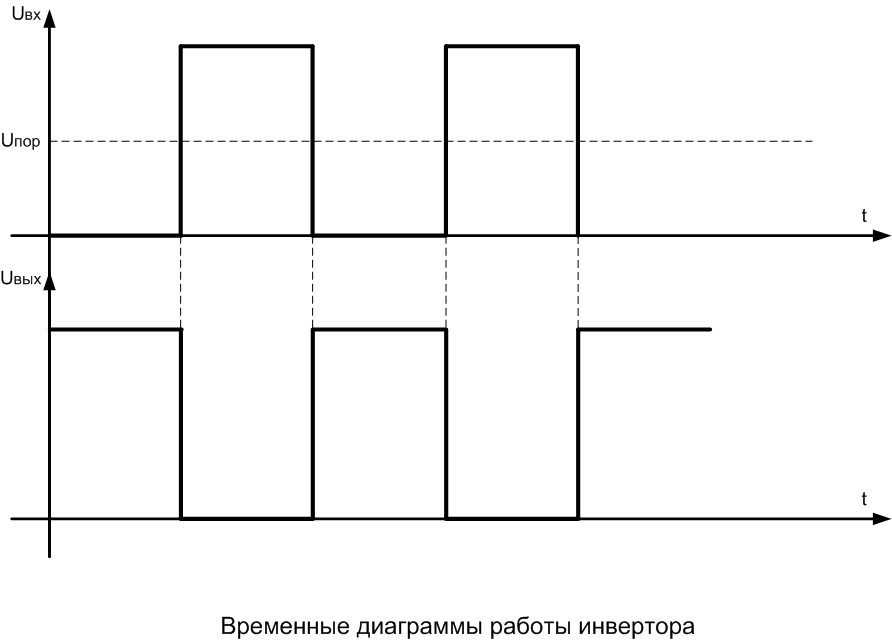 Uвх
Uпор
t
Uвых
t
Временные диаграммы работы инвертора